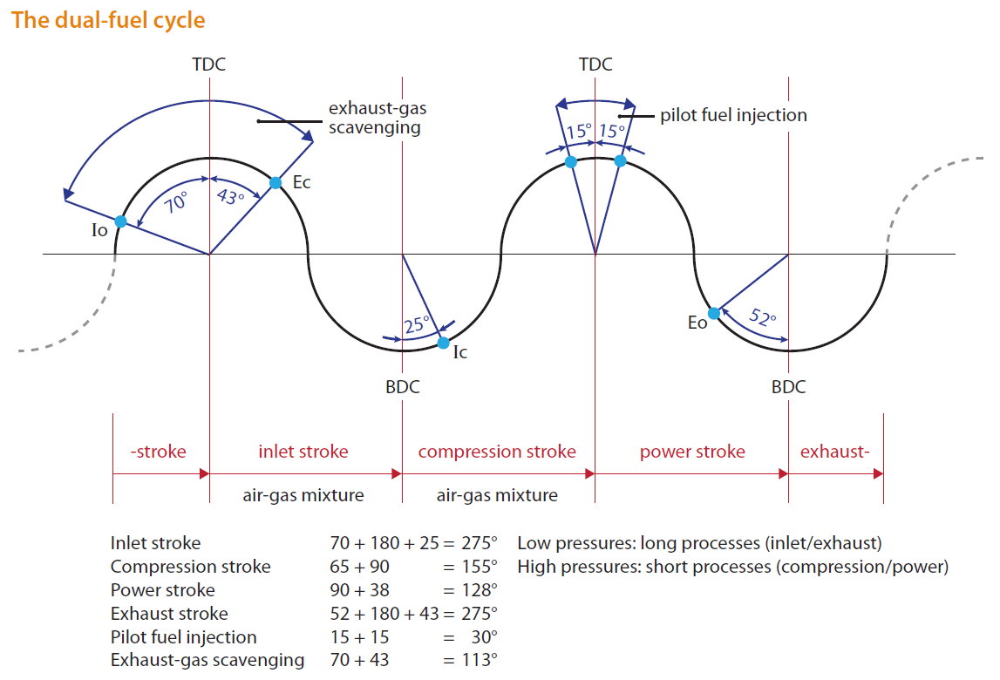 The dual-fuel cycle
TDC
TDC
exhaust-gas
scavenging
pilot fuel injection
15° 15°
70°
43°
Ec
Io
25°
Ic
Eo
52°
BDC
BDC
-stroke
inlet stroke
compression stroke
power stroke
exhaust-
air-gas mixture
air-gas mixture
Inlet stroke 70 + 180 + 25 = 275° Low pressures: long processes (inlet/exhaust)
Compression stroke 65 + 90 = 155° High pressures: short processes (compression/power)
Power stroke 90 + 38 = 128°
Exhaust stroke 52 + 180 + 43 = 275°
Pilot fuel injection 15 + 15 = 30°
Exhaust-gas scavenging 70 + 43 = 113°